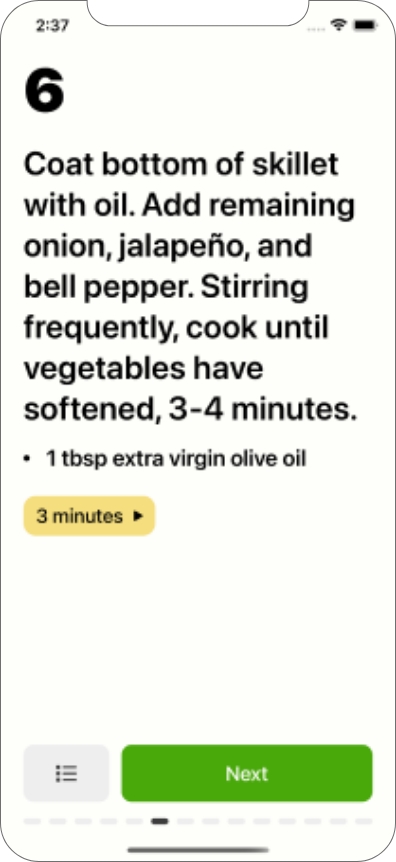 2:37
6
Coat bottom of skillet
with oil. Add remaining
onion, jalapeño, and
bell pepper. Stirring
frequently, cook until
vegetables have
softened, 3-4 minutes.
• 1 tbsp extra virgin olive oil
3 minutes
Next